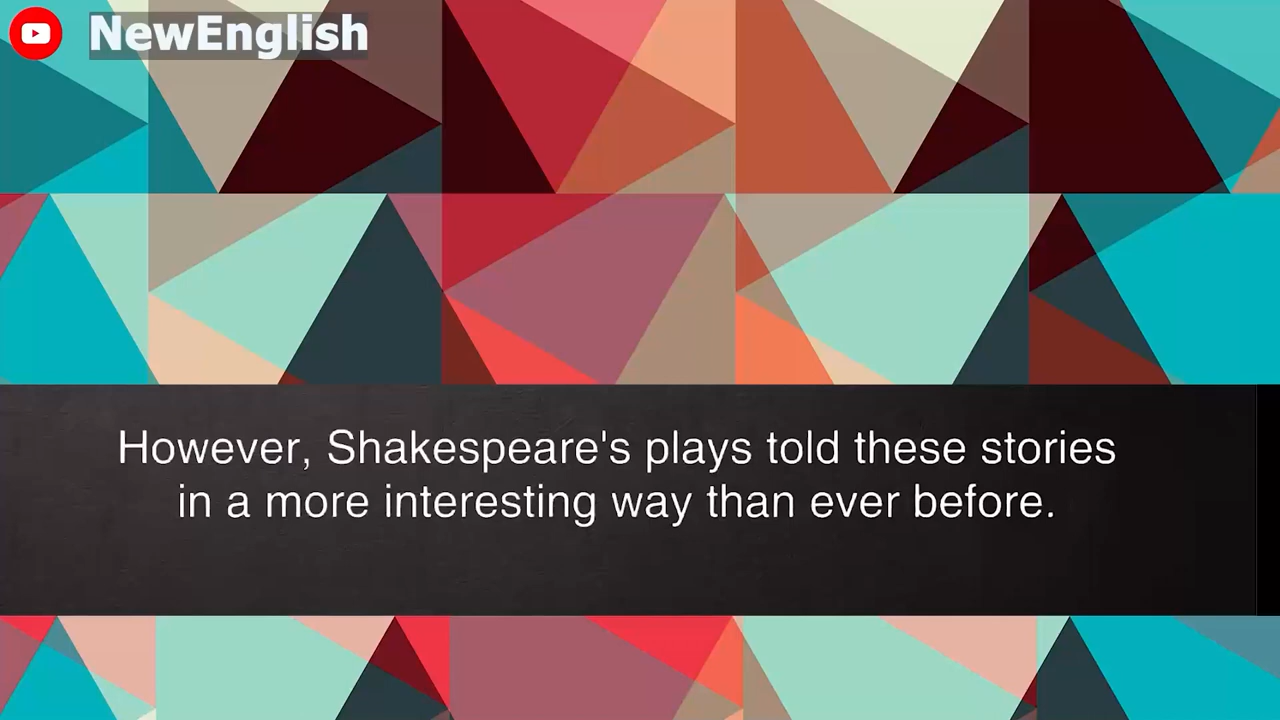 NewEnglish
However, Shakespeare's plays told these stories
in a more interesting way than ever before.